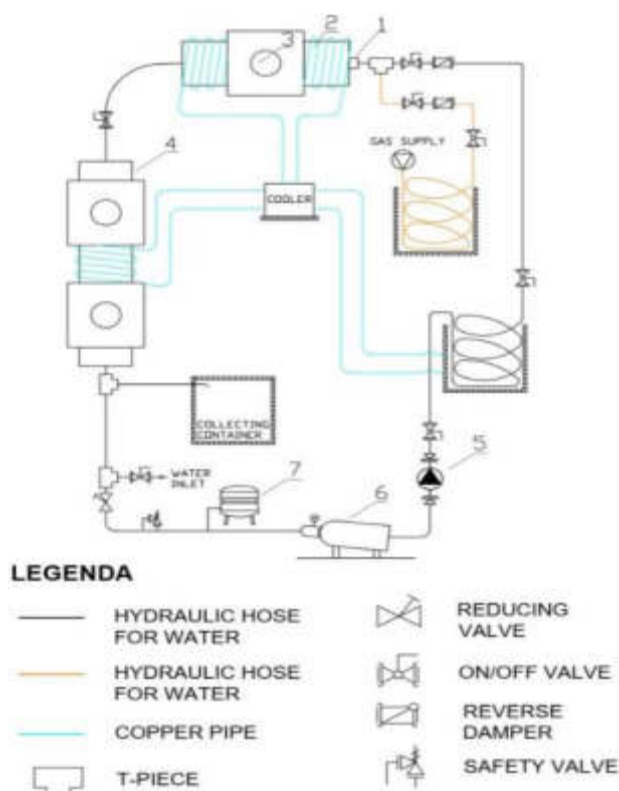 1
2
3
4
GAS SUPPLY
COOLER
COLLECTING
CONTAINER
5
WATER
INLET
7
6
LEGENDA
HYDRAULIC HOSE
FOR WATER
HYDRAULIC HOSE
FOR WATER
COPPER PIPE
T-PIECE
REDUCING
VALVE
ON/OFF VALVE
REVERSE
DAMPER
SAFETY VALVE